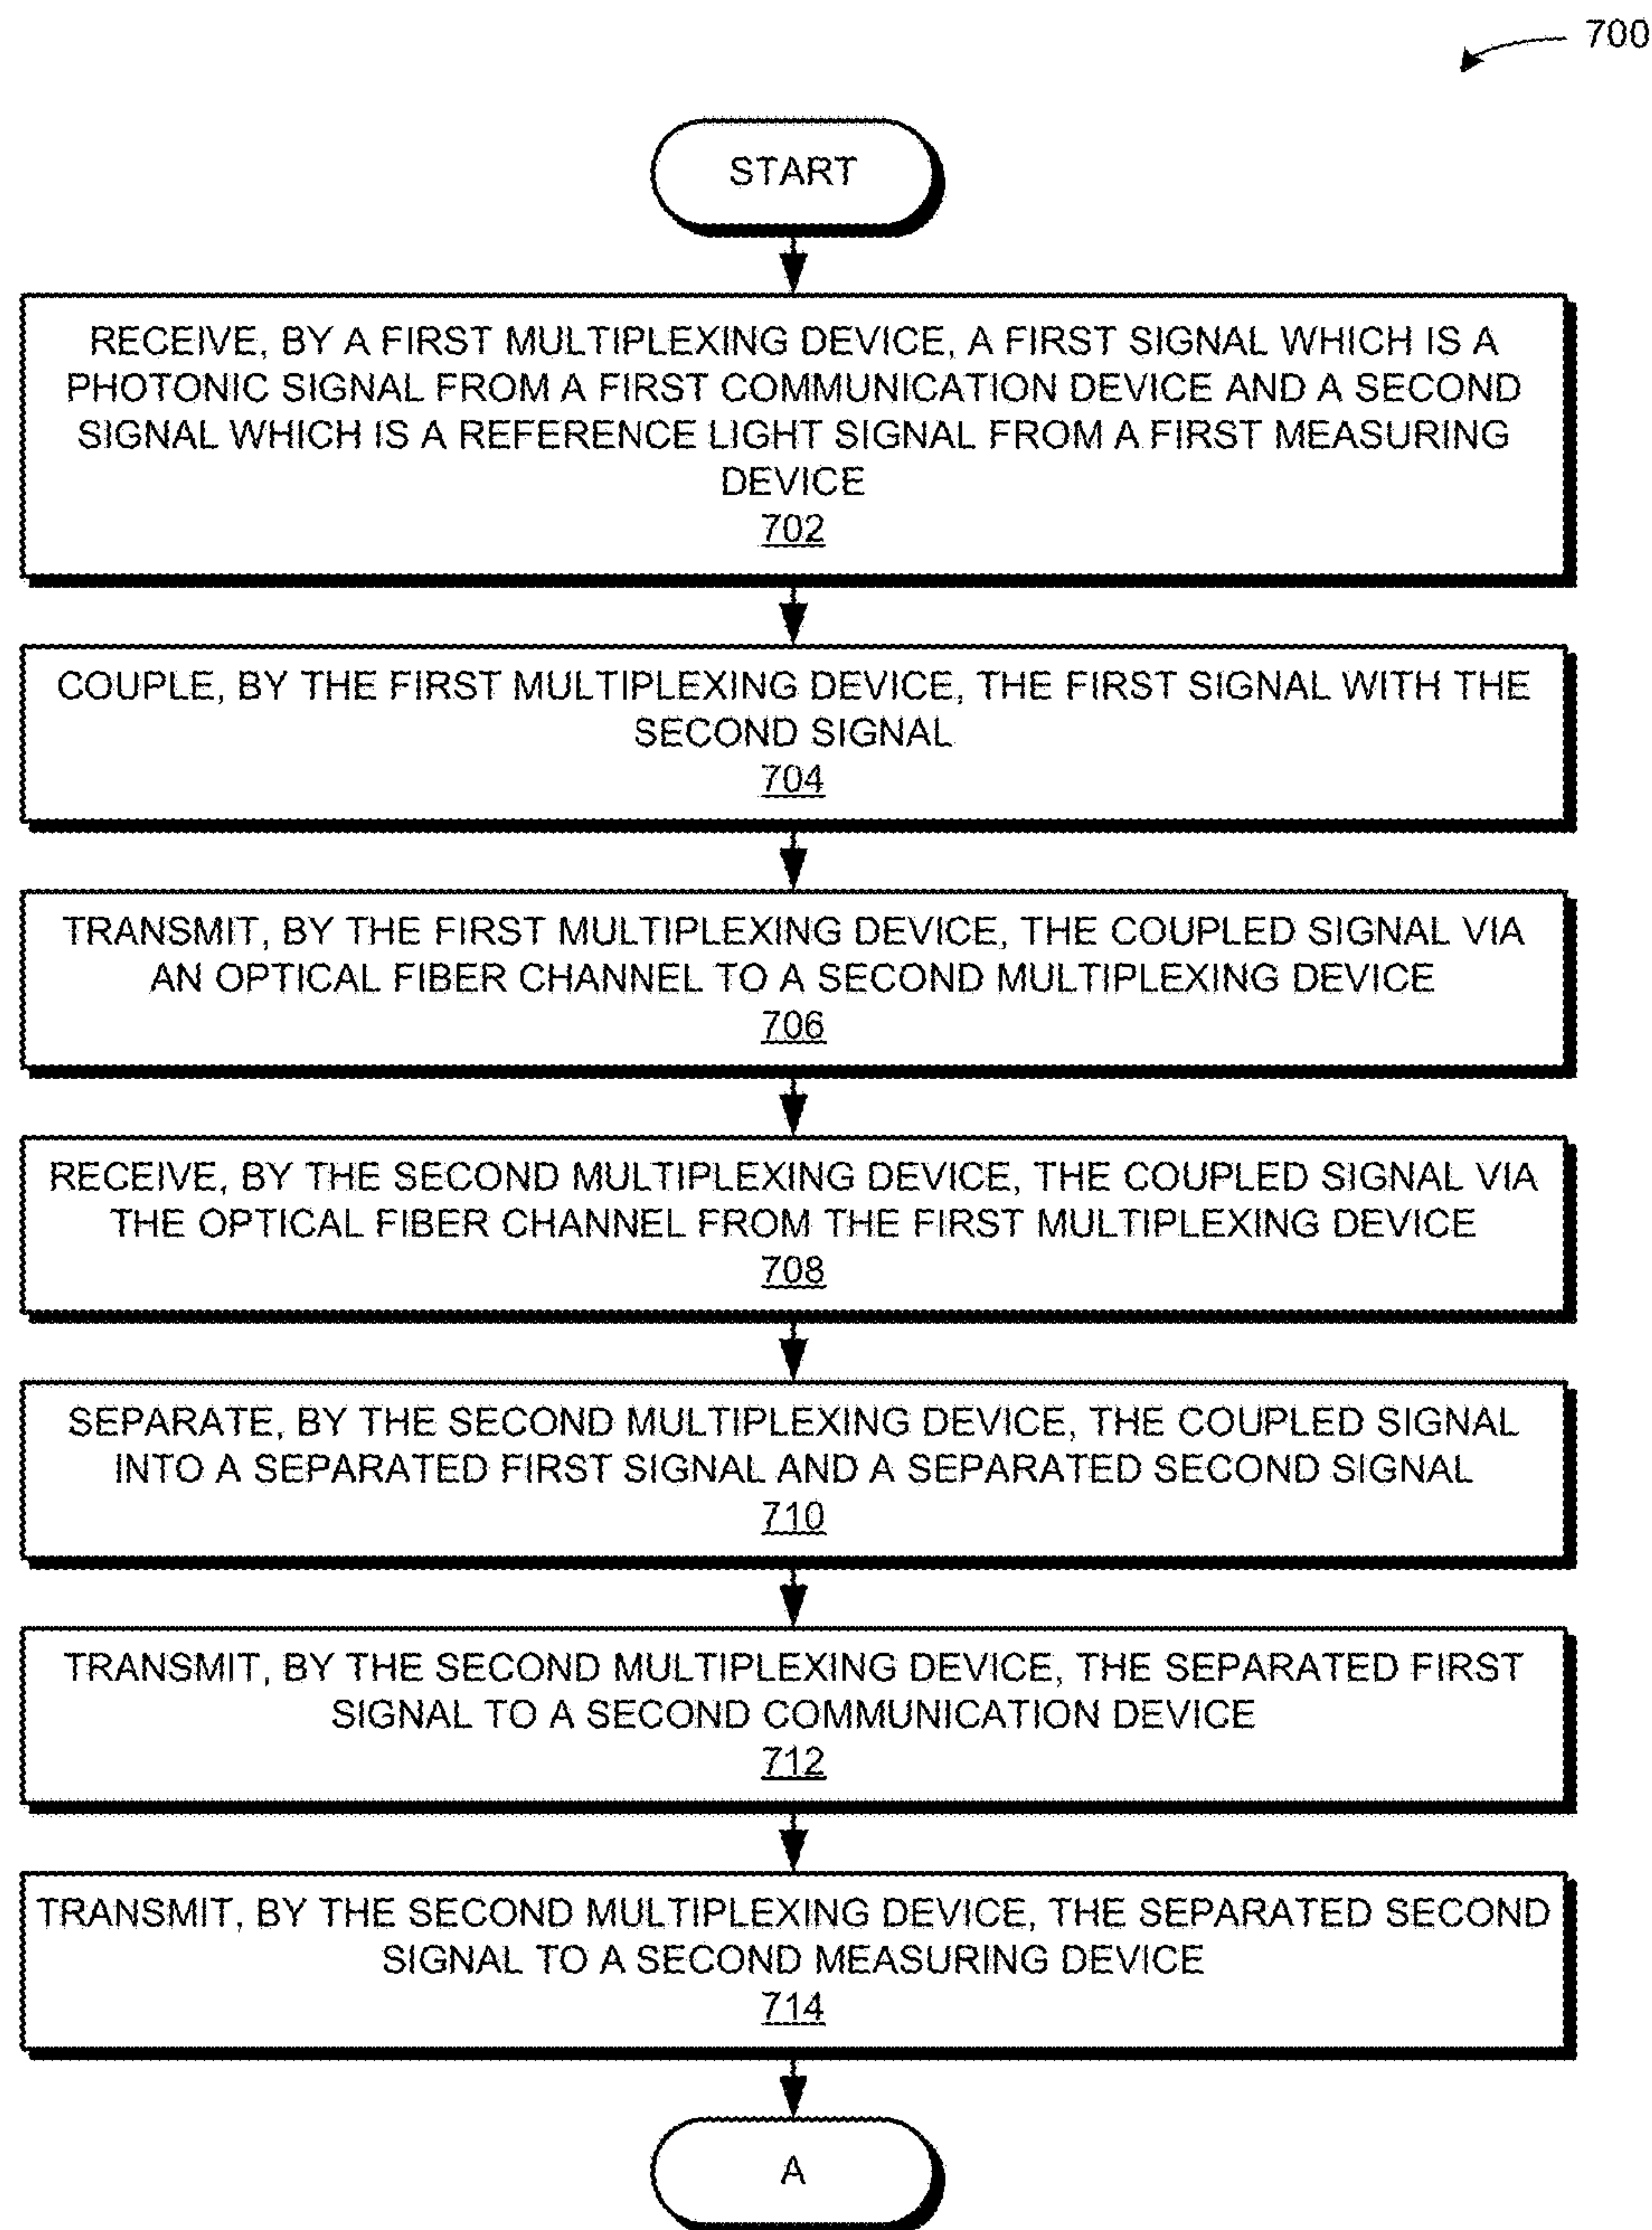 700
START
RECEIVE, BY A FIRST MULTIPLEXING DEVICE, A FIRST SIGNAL WHICH IS A
PHOTONIC SIGNAL FROM A FIRST COMMUNICATION DEVICE AND A SECOND
SIGNAL WHICH IS A REFERENCE LIGHT SIGNAL FROM A FIRST MEASURING
DEVICE
702
COUPLE, BY THE FIRST MULTIPLEXING DEVICE, THE FIRST SIGNAL WITH THE
SECOND SIGNAL
704
TRANSMIT, BY THE FIRST MULTIPLEXING DEVICE, THE COUPLED SIGNAL VIA
AN OPTICAL FIBER CHANNEL TO A SECOND MULTIPLEXING DEVICE
706
RECEIVE, BY THE SECOND MULTIPLEXING DEVICE, THE COUPLED SIGNAL VIA
THE OPTICAL FIBER CHANNEL FROM THE FIRST MULTIPLEXING DEVICE
708
SEPARATE, BY THE SECOND MULTIPLEXING DEVICE, THE COUPLED SIGNAL
INTO A SEPARATED FIRST SIGNAL AND A SEPARATED SECOND SIGNAL
710
TRANSMIT, BY THE SECOND MULTIPLEXING DEVICE, THE SEPARATED FIRST
SIGNAL TO A SECOND COMMUNICATION DEVICE
712
TRANSMIT, BY THE SECOND MULTIPLEXING DEVICE, THE SEPARATED SECOND
SIGNAL TO A SECOND MEASURING DEVICE
714
A